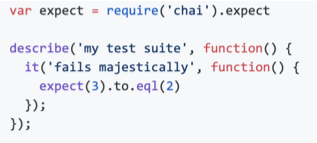 var expect = require('chai').expect
describe('my test suite', function() {
it('fails majestically', function() {
expect(3).to.eql(2)
});
});